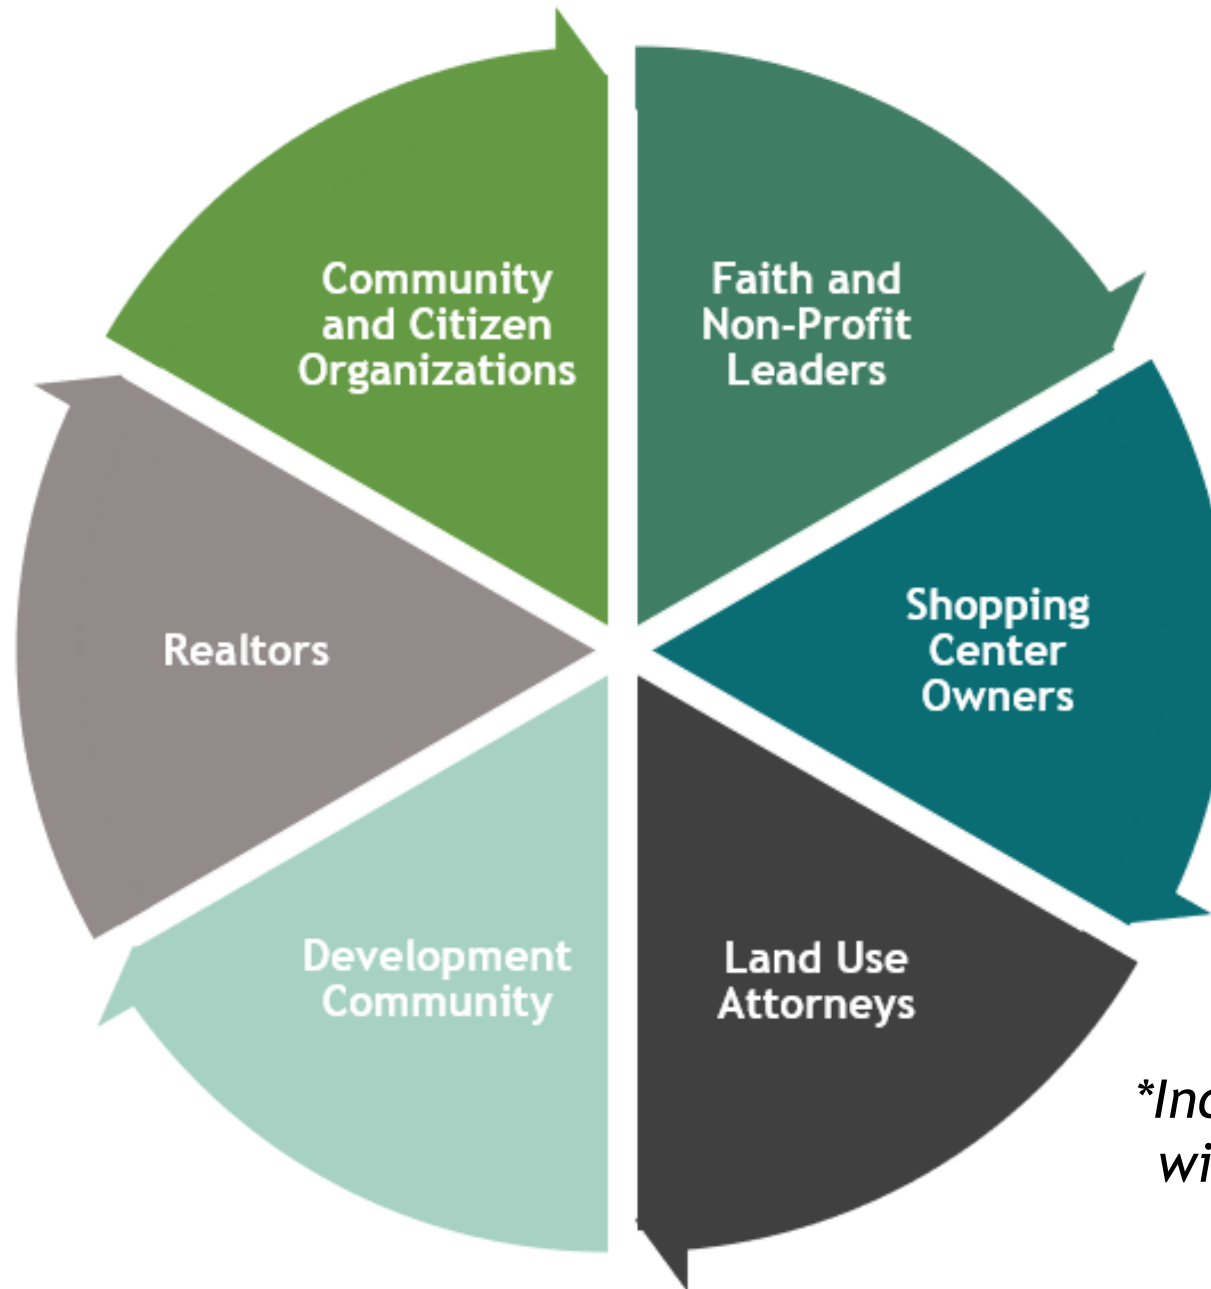 Community
and Citizen
Organizations
Faith and
Non-Profit
Leaders
Shopping
Center
Owners
Land Use
Attorneys
Development
Community
Realtors